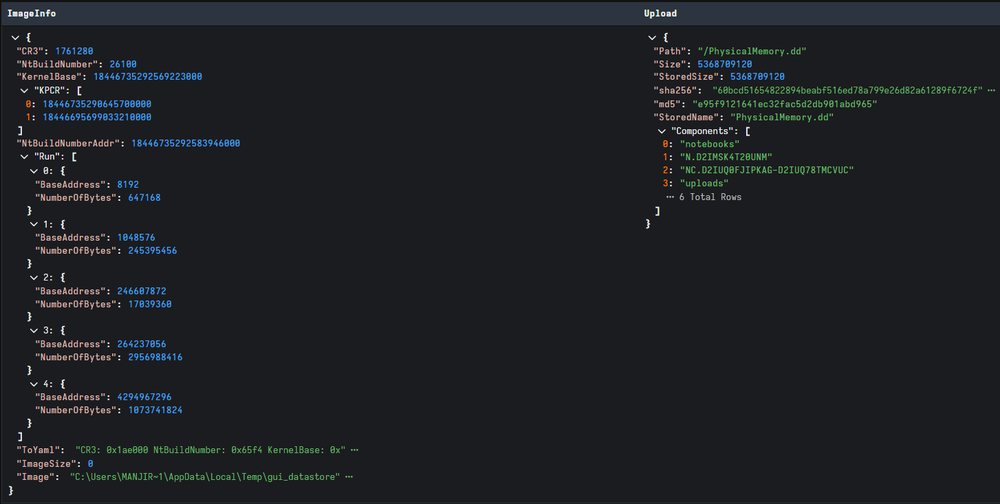 ImageInfo
{
"CR3": 1761280
"NtBuildNumber": 26100
"KernelBase": 18446735292569223000
"KPCR": [
0: 18446735290645700000
1: 18446695699033210000
]
"NtBuildNumberAddr": 18446735292583946000
"Run": [
0: {
"BaseAddress": 8192
"NumberOfBytes": 647168
}
1: {
"BaseAddress": 1048576
"NumberOfBytes": 245395456
}
2: {
"BaseAddress": 246607872
"NumberOfBytes": 17039360
}
3: {
"BaseAddress": 264237056
"NumberOfBytes": 2956988416
}
4: {
"BaseAddress": 4294967296
"NumberOfBytes": 1073741824
}
]
"ToYaml": "CR3: 0x1ae000 NtBuildNumber: 0x65f4 KernelBase: 0x" ···
"ImageSize": 0
"Image": "C:\Users\MANJIR~1\AppData\Local\Temp\gui_datastore" ···
}
Upload
{
"Path": "/PhysicalMemory.dd"
"Size": 5368709120
"StoredSize": 5368709120
"sha256": "60bcd51654822894beabf516ed78a799e26d82a61289f6724f" ···
"md5": "e95f9121641ec32fac5d2db901abd965"
"StoredName": "PhysicalMemory.dd"
"Components": [
0: "notebooks"
1: "N.D2IMSK4T20UNM"
2: "NC.D2IUQ0FJIPKAG-D2IUQ78TMCVUC"
3: "uploads"
··· 6 Total Rows
]
}